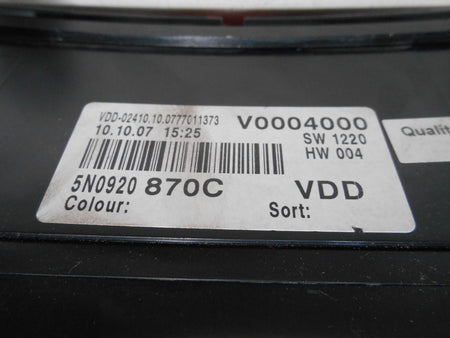 VDD-02410.10.0777011373 V0004000
10.10.07 15:25 SW 1220
HW 004
5N0920 870C VDD
Colour: Sort:
Qualit